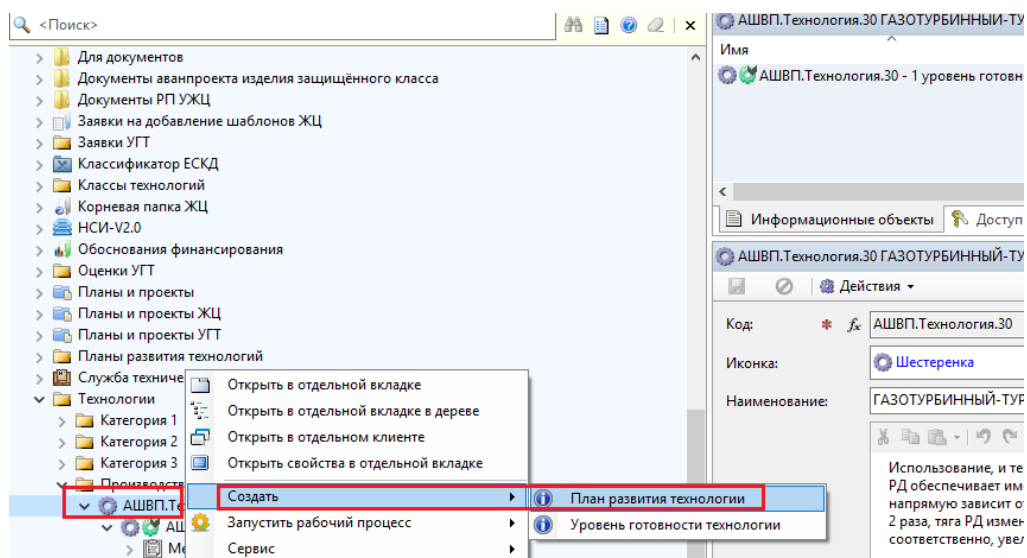 <Поиск>
Для документов
Документы аванпроекта изделия защищённого класса
Документы РП УЖЦ
Заявки на добавление шаблонов ЖЦ
Заявки УГТ
Классификатор ЕСКД
Классы технологий
Корневая папка ЖЦ
НСИ-V2.0
Обоснования финансирования
Оценки УГТ
Планы и проекты
Планы и проекты ЖЦ
Планы и проекты УГТ
Планы развития технологий
Служба техниче
Технологии
Категория 1
Категория 2
Категория 3
Производств
АШВП.Те
АШ
Ме
Открыть в отдельной вкладке
Открыть в отдельной вкладке в дереве
Открыть в отдельном клиенте
Открыть свойства в отдельной вкладке
Создать
Запустить рабочий процесс
Сервис
План развития технологии
Уровень готовности технологии
АШВП.Технология.30 ГАЗОТУРБИННЫЙ-ТУ
Имя
АШВП.Технология.30 - 1 уровень готовн
Информационные объекты Доступ
АШВП.Технология.30 ГАЗОТУРБИННЫЙ-ТУ
Действия
Код: * fx АШВП.Технология.30
Иконка: Шестеренка
Наименование: ГАЗОТУРБИННЫЙ-ТУР
Использование, и те
РД обеспечивает им
напрямую зависит о
2 раза, тяга РД измен
соответственно, увел